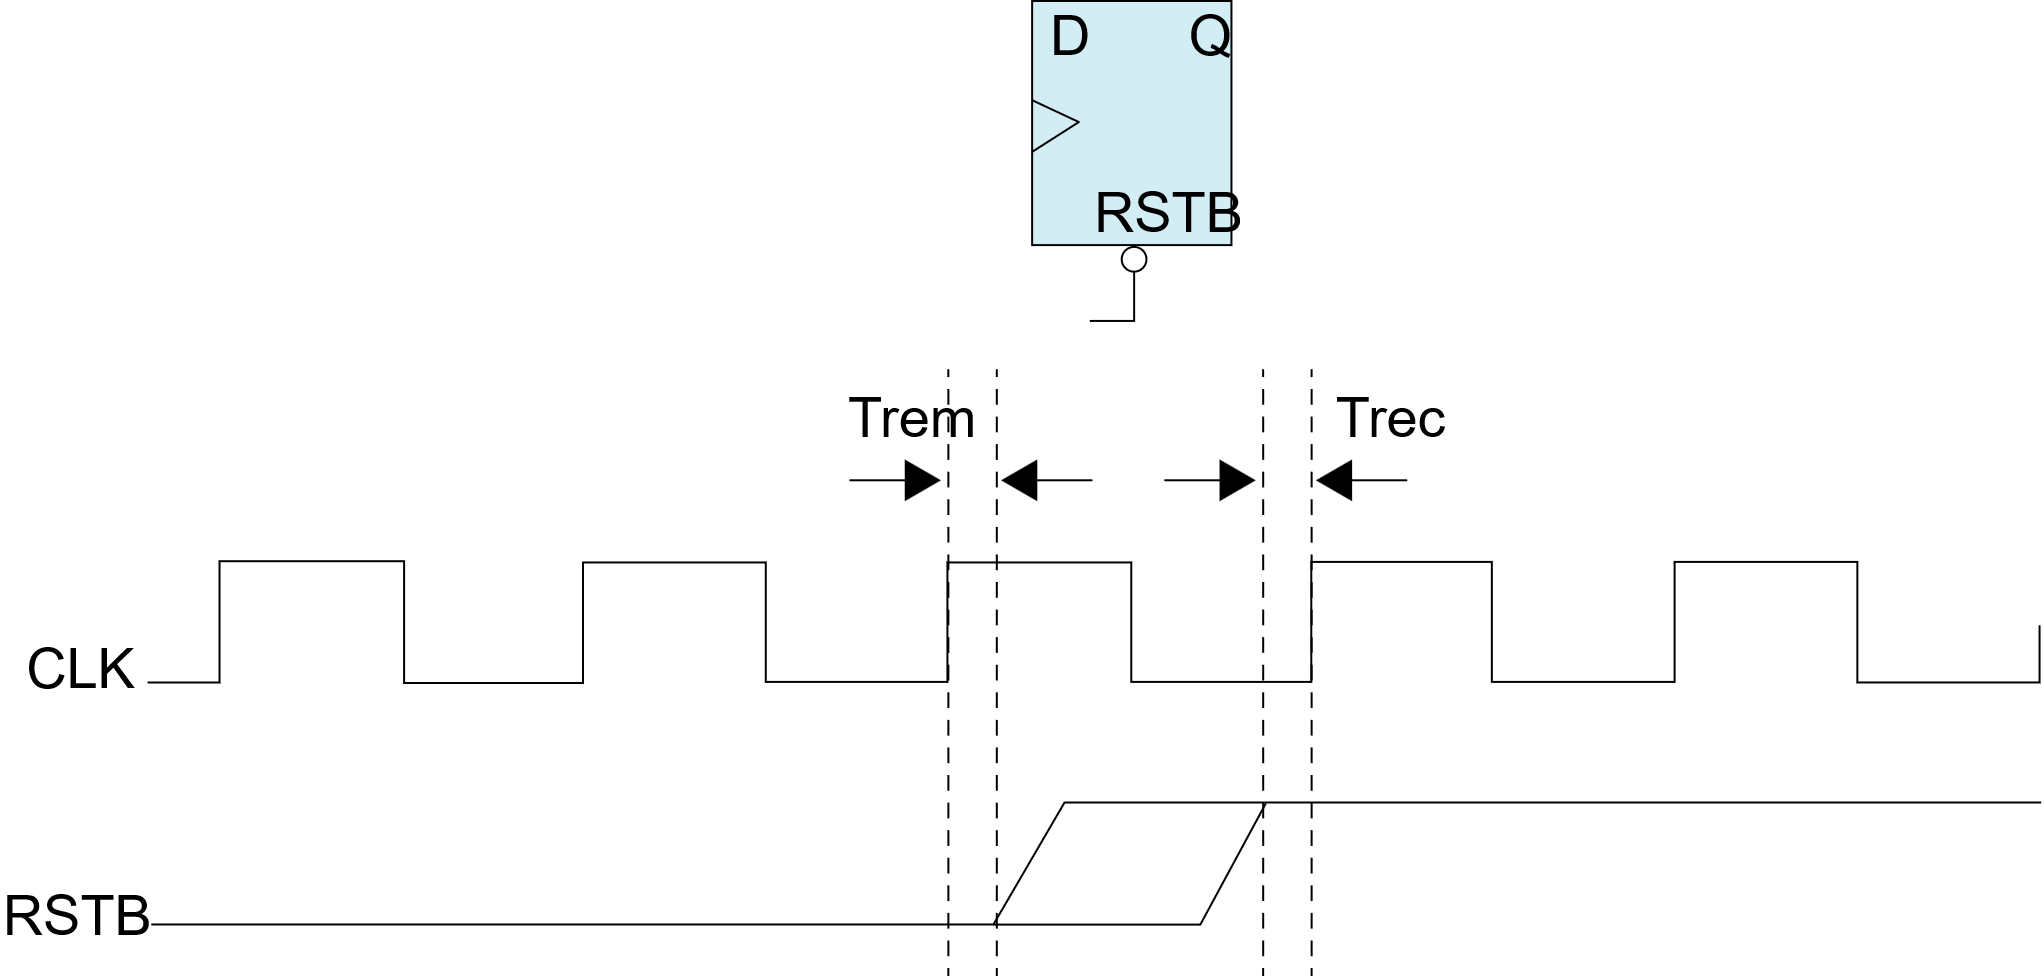 D Q
RSTB
Trem Trec
CLK
RSTB